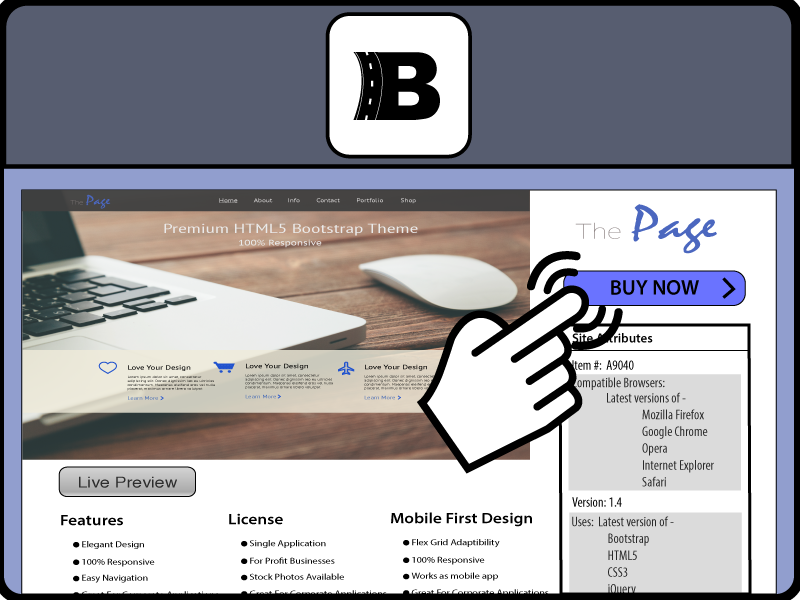 B
The Page
Home About Info Contact Portfolio Shop
Premium HTML5 Bootstrap Theme
100% Responsive
Love Your Design
Learn More >
Love Your Design
Learn More >
Love Your Design
Learn More >
The Page
BUY NOW
Site Attributes
Item #: A9040
Compatible Browsers:
Latest versions of -
Mozilla Firefox
Google Chrome
Opera
Internet Explorer
Safari
Version: 1.4
Uses: Latest version of -
Bootstrap
HTML5
CSS3
jQuery
Live Preview
Features
Elegant Design
100% Responsive
Easy Navigation
Great For Corporate Applications
License
Single Application
For Profit Businesses
Stock Photos Available
Great For Corporate Applications
Mobile First Design
Flex Grid Adaptibility
100% Responsive
Works as mobile app
Great For Corporate Applications